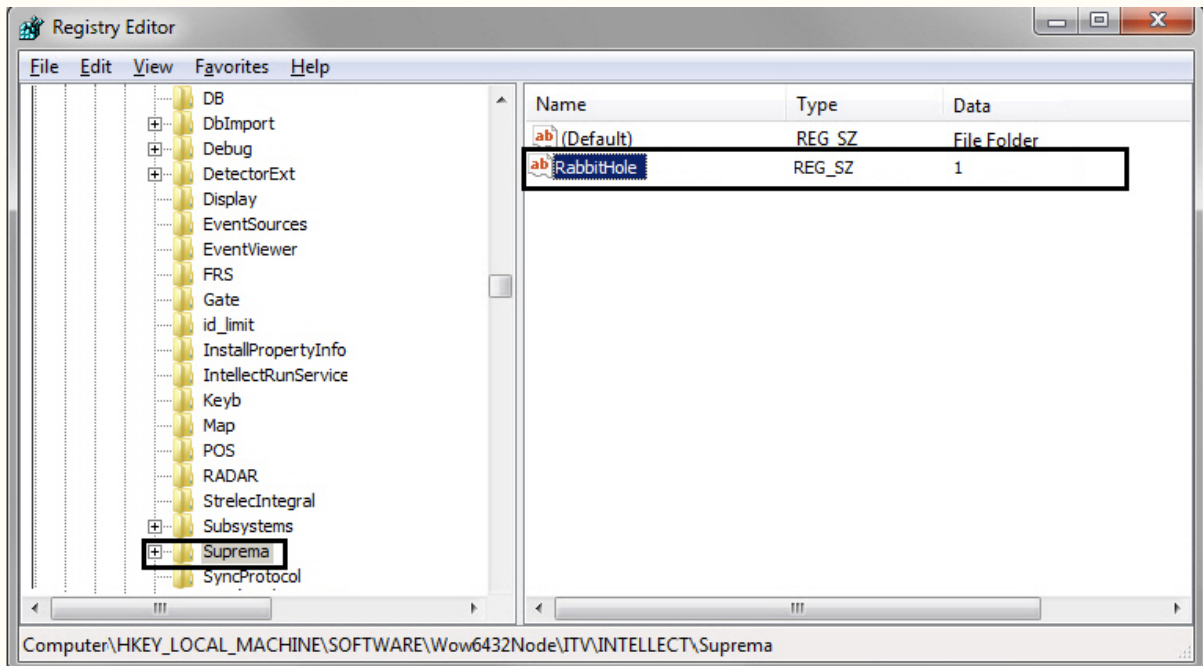 Registry Editor
File Edit View Favorites Help
DB
DbImport
Debug
DetectorExt
Display
EventSources
EventViewer
FRS
Gate
id_limit
InstallPropertyInfo
IntellectRunService
Keyb
Map
POS
RADAR
StrelecIntegral
Subsystems
Suprema
SyncProtocol
Name Type Data
ab (Default) REG_SZ File Folder
ab RabbitHole REG_SZ 1
Computer\HKEY_LOCAL_MACHINE\SOFTWARE\Wow6432Node\ITV\INTELLECT\Suprema